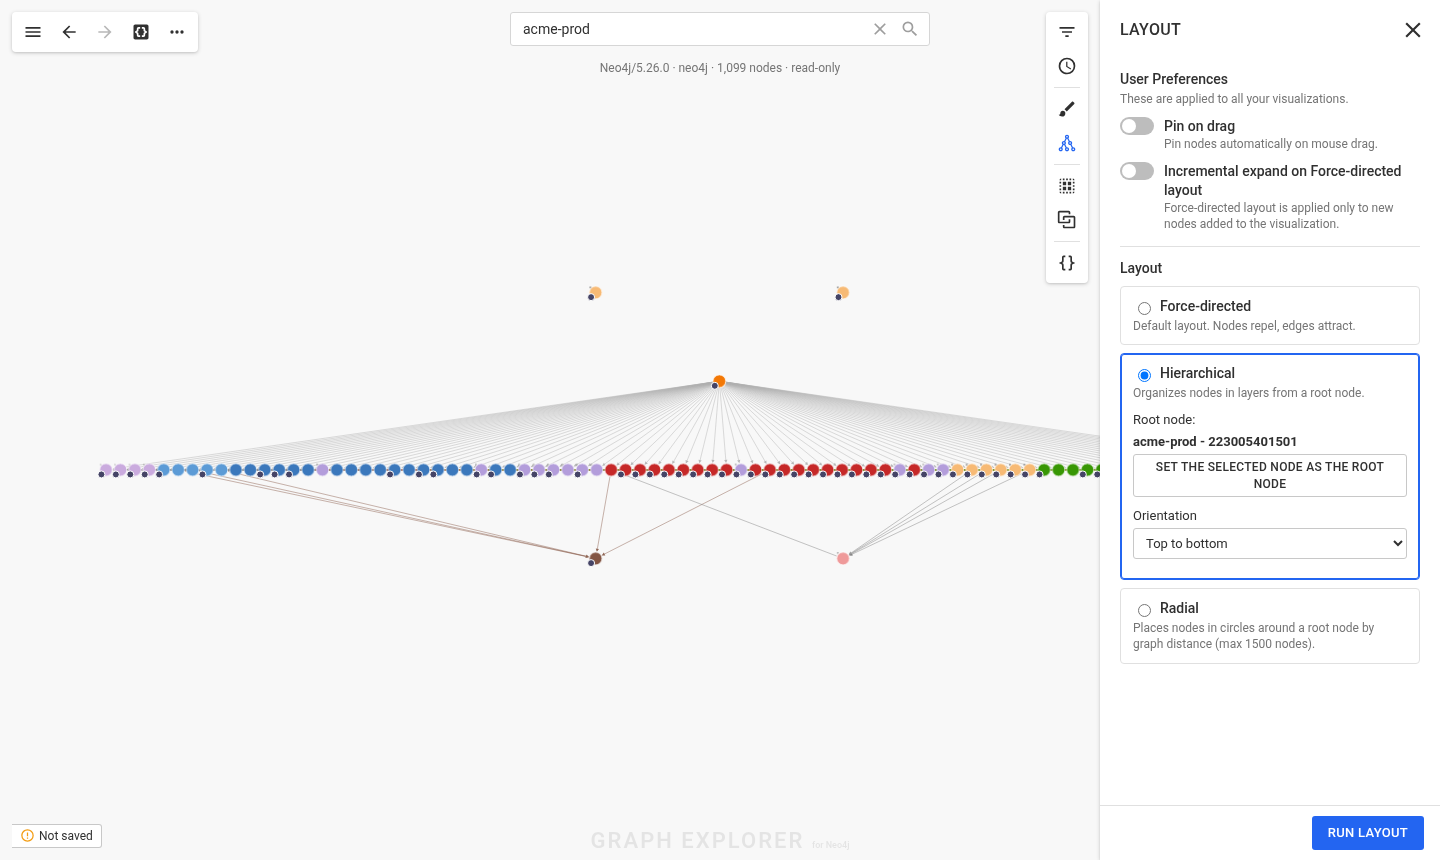 acme-prod
Neo4j/5.26.0 · neo4j · 1,099 nodes · read-only
LAYOUT
User Preferences
These are applied to all your visualizations.
Pin on drag
Pin nodes automatically on mouse drag.
Incremental expand on Force-directed
layout
Force-directed layout is applied only to new
nodes added to the visualization.
Layout
Force-directed
Default layout. Nodes repel, edges attract.
Hierarchical
Organizes nodes in layers from a root node.
Root node:
acme-prod - 223005401501
SET THE SELECTED NODE AS THE ROOT
NODE
Orientation
Top to bottom
Radial
Places nodes in circles around a root node by
graph distance (max 1500 nodes).
RUN LAYOUT
Not saved
GRAPH EXPLORER for Neo4j